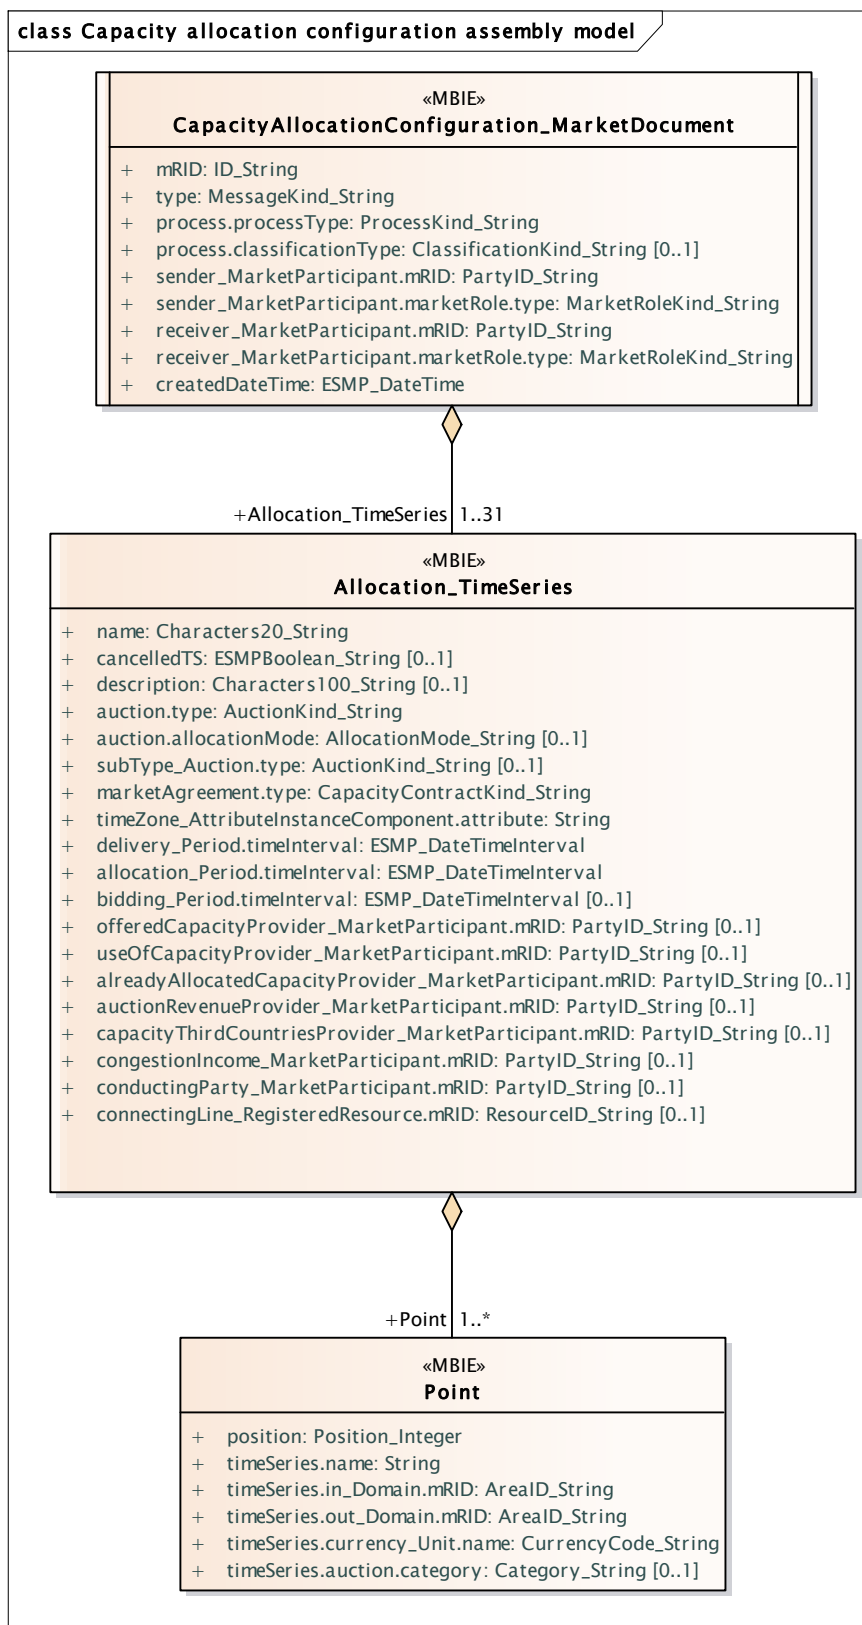 class Capacity allocation configuration assembly model
«MBIE»
CapacityAllocationConfiguration_MarketDocument
+ mRID: ID_String
+ type: MessageKind_String
+ process.processType: ProcessKind_String
+ process.classificationType: ClassificationKind_String [0..1]
+ sender_MarketParticipant.mRID: PartyID_String
+ sender_MarketParticipant.marketRole.type: MarketRoleKind_String
+ receiver_MarketParticipant.mRID: PartyID_String
+ receiver_MarketParticipant.marketRole.type: MarketRoleKind_String
+ createdDateTime: ESMP_DateTime
+Allocation_TimeSeries 1..31
«MBIE»
Allocation_TimeSeries
+ name: Characters20_String
+ cancelledTS: ESMPBoolean_String [0..1]
+ description: Characters100_String [0..1]
+ auction.type: AuctionKind_String
+ auction.allocationMode: AllocationMode_String [0..1]
+ subType_Auction.type: AuctionKind_String [0..1]
+ marketAgreement.type: CapacityContractKind_String
+ timeZone_AttributeInstanceComponent.attribute: String
+ delivery_Period.timeInterval: ESMP_DateTimeInterval
+ allocation_Period.timeInterval: ESMP_DateTimeInterval
+ bidding_Period.timeInterval: ESMP_DateTimeInterval [0..1]
+ offeredCapacityProvider_MarketParticipant.mRID: PartyID_String [0..1]
+ useOfCapacityProvider_MarketParticipant.mRID: PartyID_String [0..1]
+ alreadyAllocatedCapacityProvider_MarketParticipant.mRID: PartyID_String [0..1]
+ auctionRevenueProvider_MarketParticipant.mRID: PartyID_String [0..1]
+ capacityThirdCountriesProvider_MarketParticipant.mRID: PartyID_String [0..1]
+ congestionIncome_MarketParticipant.mRID: PartyID_String [0..1]
+ conductingParty_MarketParticipant.mRID: PartyID_String [0..1]
+ connectingLine_RegisteredResource.mRID: ResourceID_String [0..1]
+Point 1..*
«MBIE»
Point
+ position: Position_Integer
+ timeSeries.name: String
+ timeSeries.in_Domain.mRID: AreaID_String
+ timeSeries.out_Domain.mRID: AreaID_String
+ timeSeries.currency_Unit.name: CurrencyCode_String
+ timeSeries.auction.category: Category_String [0..1]